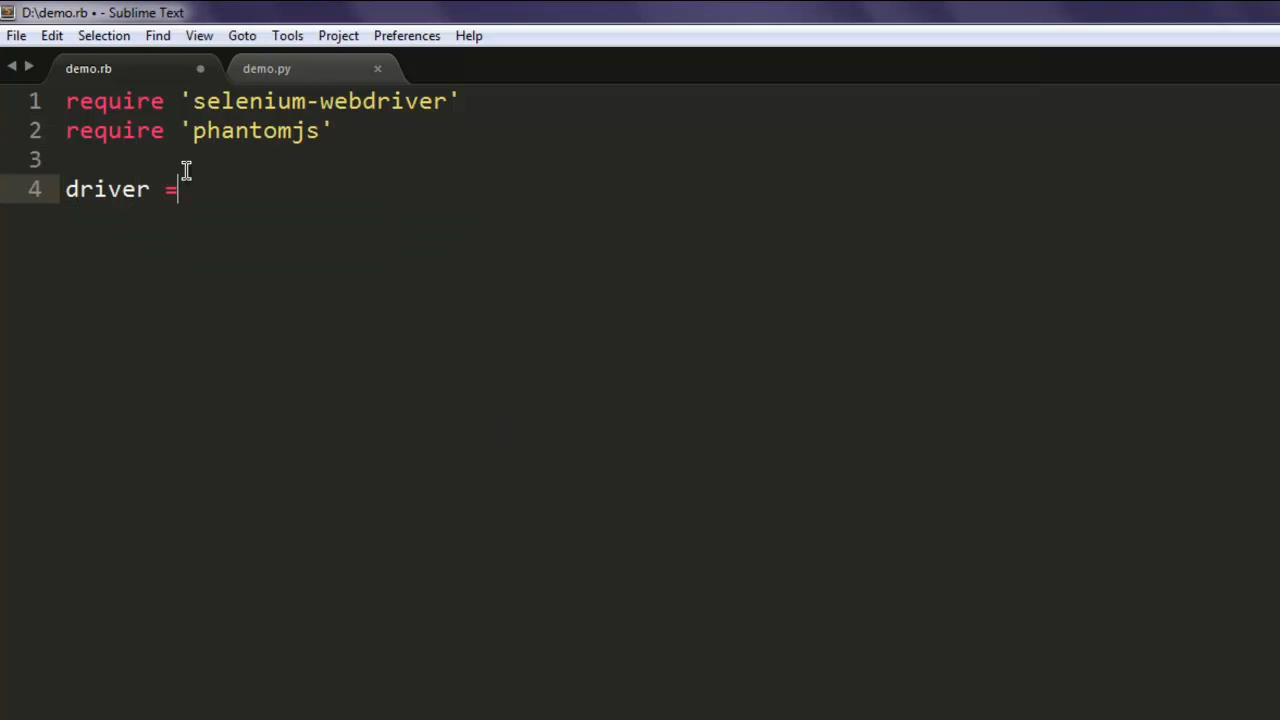 D:\demo.rb • - Sublime Text
File Edit Selection Find View Goto Tools Project Preferences Help
demo.rb demo.py
1 require 'selenium-webdriver'
2 require 'phantomjs'
3
4 driver =